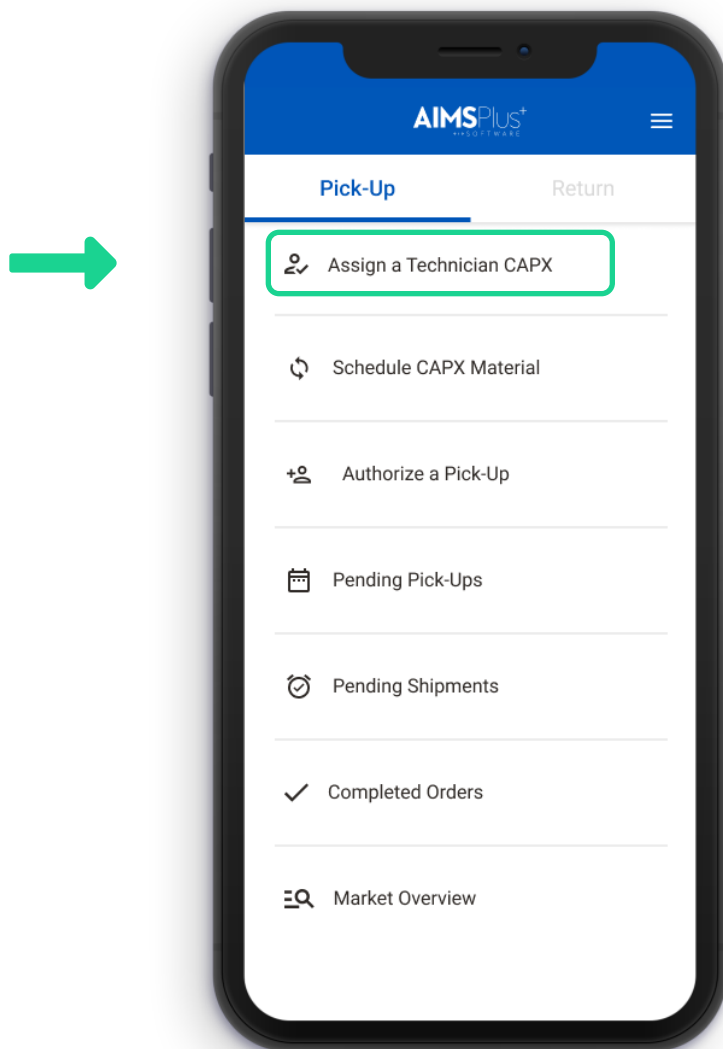 AIMSPlus+
SOFTWARE
Pick-Up
Return
Assign a Technician CAPX
Schedule CAPX Material
Authorize a Pick-Up
Pending Pick-Ups
Pending Shipments
Completed Orders
Market Overview